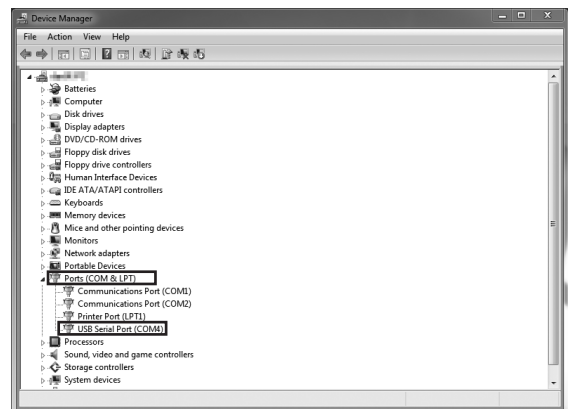 Device Manager
File Action View Help
Batteries
Computer
Disk drives
Display adapters
DVD/CD-ROM drives
Floppy disk drives
Floppy drive controllers
Human Interface Devices
IDE ATA/ATAPI controllers
Keyboards
Memory devices
Mice and other pointing devices
Monitors
Network adapters
Portable Devices
Ports (COM & LPT)
Communications Port (COM1)
Communications Port (COM2)
Printer Port (LPT1)
USB Serial Port (COM4)
Processors
Sound, video and game controllers
Storage controllers
System devices